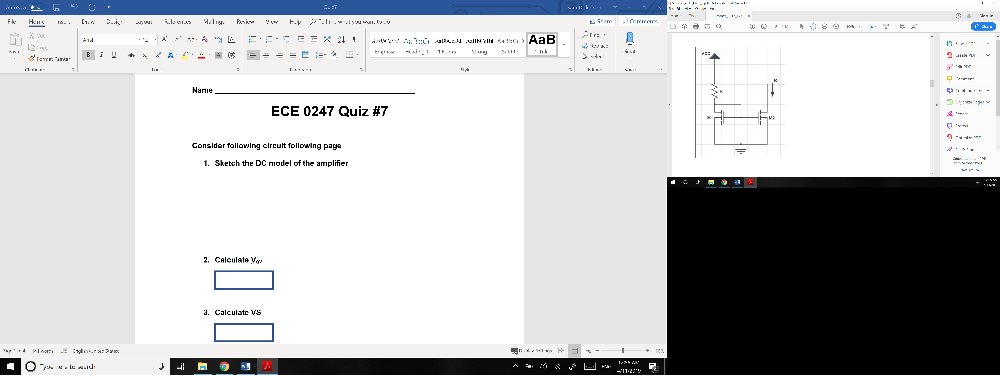 AutoSave Off Quiz7 Sam Dickerson
File Home Insert Draw Design Layout References Mailings Review View Help Tell me what you want to do Share Comments
Paste Cut Copy Format Painter
Clipboard
Arial 12
Font
Paragraph
AaBbCcDd, AaBbCc AaBbCcDd AaBbCcDd AaBbCcD AaB
Emphasis Heading 1 ¶ Normal Strong Subtitle ¶ Title
Styles
Find
Replace
Select
Editing
Dictate
Voice
Name
ECE 0247 Quiz #7
Consider following circuit following page
1. Sketch the DC model of the amplifier
2. Calculate Vov
3. Calculate VS
Page 1 of 4 141 words English (United States) Display Settings 110%
Type here to search ENG 12:55 AM
4/11/2019 4
Summer_2017_Exam_2.pdf - Adobe Acrobat Reader DC
File Edit View Window Help
Home Tools Summer_2017_Exa... × Sign In
5 / 13 106% Share
VDD
Io
R
M1 M2
Export PDF
Create PDF
Edit PDF
Comment
Combine Files
Organize Pages
Redact
Protect
Optimize PDF
Fill & Sign
Convert and edit PDFs
with Acrobat Pro DC
Start Free Trial
12:55 AM
4/11/2019